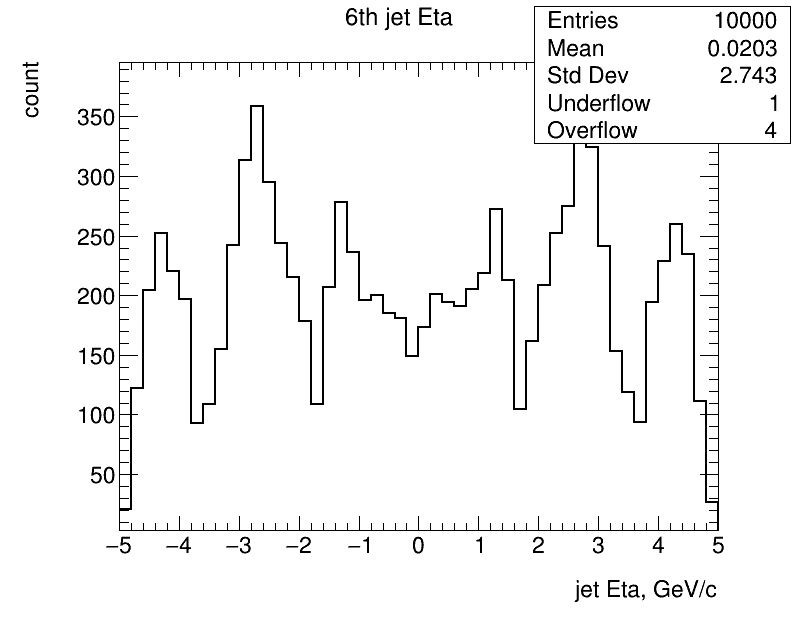 6th jet Eta
Entries 10000
Mean 0.0203
Std Dev 2.743
Underflow 1
Overflow 4
count
350
300
250
200
150
100
50
−5 −4 −3 −2 −1 0 1 2 3 4 5
jet Eta, GeV/c